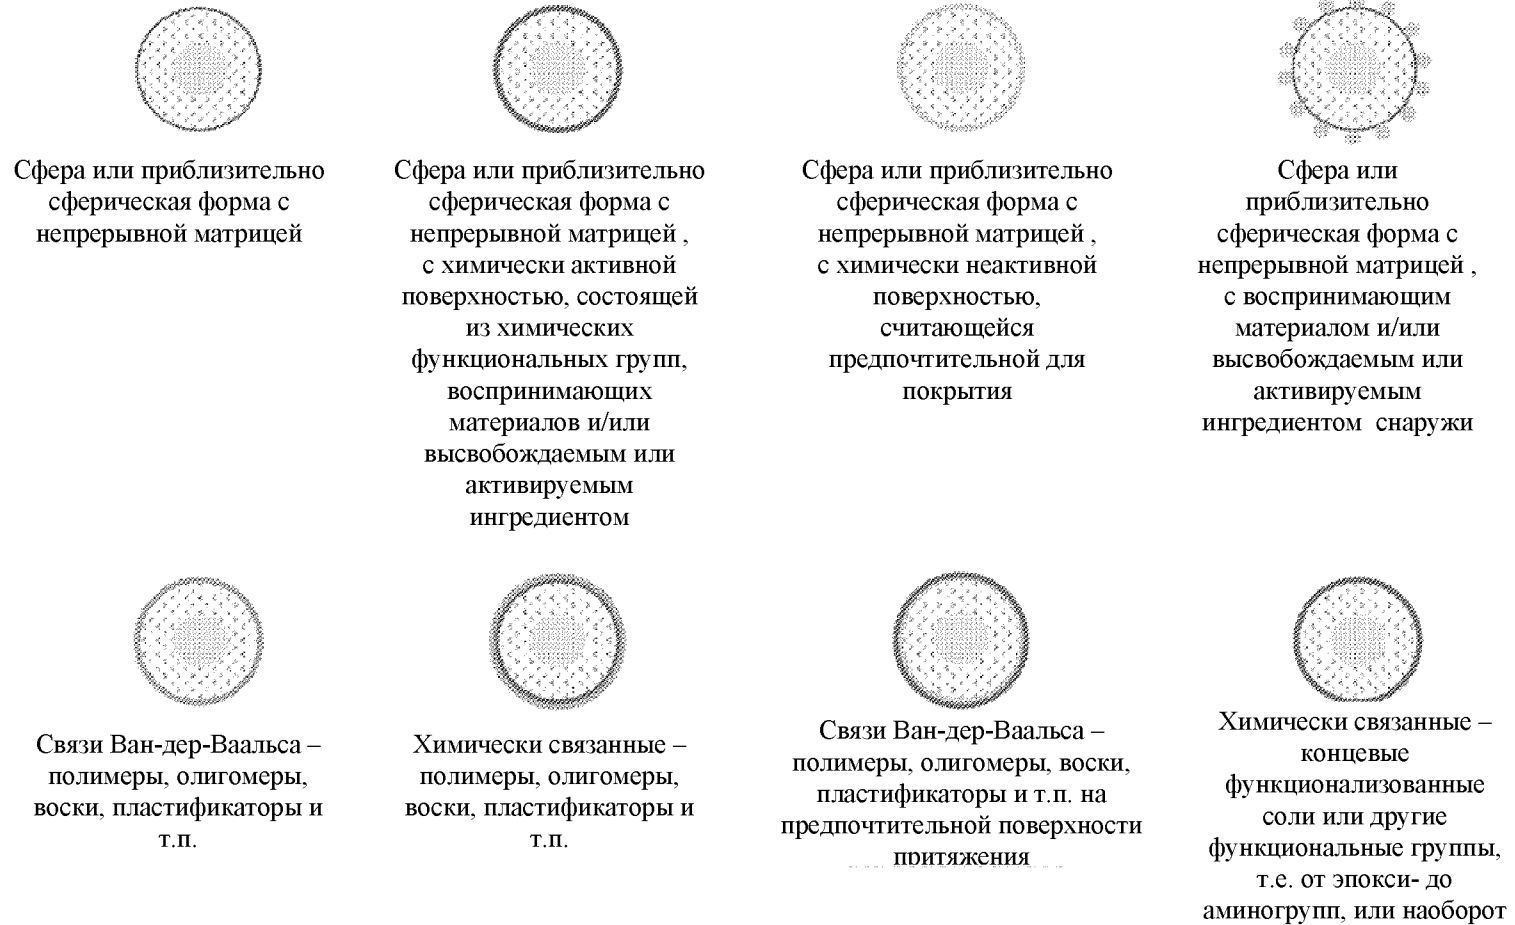 Сфера или приблизительно
сферическая форма с
непрерывной матрицей
Сфера или приблизительно
сферическая форма с
непрерывной матрицей ,
с химически активной
поверхностью, состоящей
из химических
функциональных групп,
воспринимающих
материалов и/или
высвобождаемым или
активируемым
ингредиентом
Сфера или приблизительно
сферическая форма с
непрерывной матрицей ,
с химически неактивной
поверхностью,
считающейся
предпочтительной для
покрытия
Сфера или
приблизительно
сферическая форма с
непрерывной матрицей ,
с воспринимающим
материалом и/или
высвобождаемым или
активируемым
ингредиентом снаружи
Связи Ван-дер-Ваальса –
полимеры, олигомеры,
воски, пластификаторы и
т.п.
Химически связанные –
полимеры, олигомеры,
воски, пластификаторы и
т.п.
Связи Ван-дер-Ваальса –
полимеры, олигомеры, воски,
пластификаторы и т.п. на
предпочтительной поверхности
притяжения
Химически связанные –
концевые
функционализованные
соли или другие
функциональные группы,
т.е. от эпокси- до
аминогрупп, или наоборот